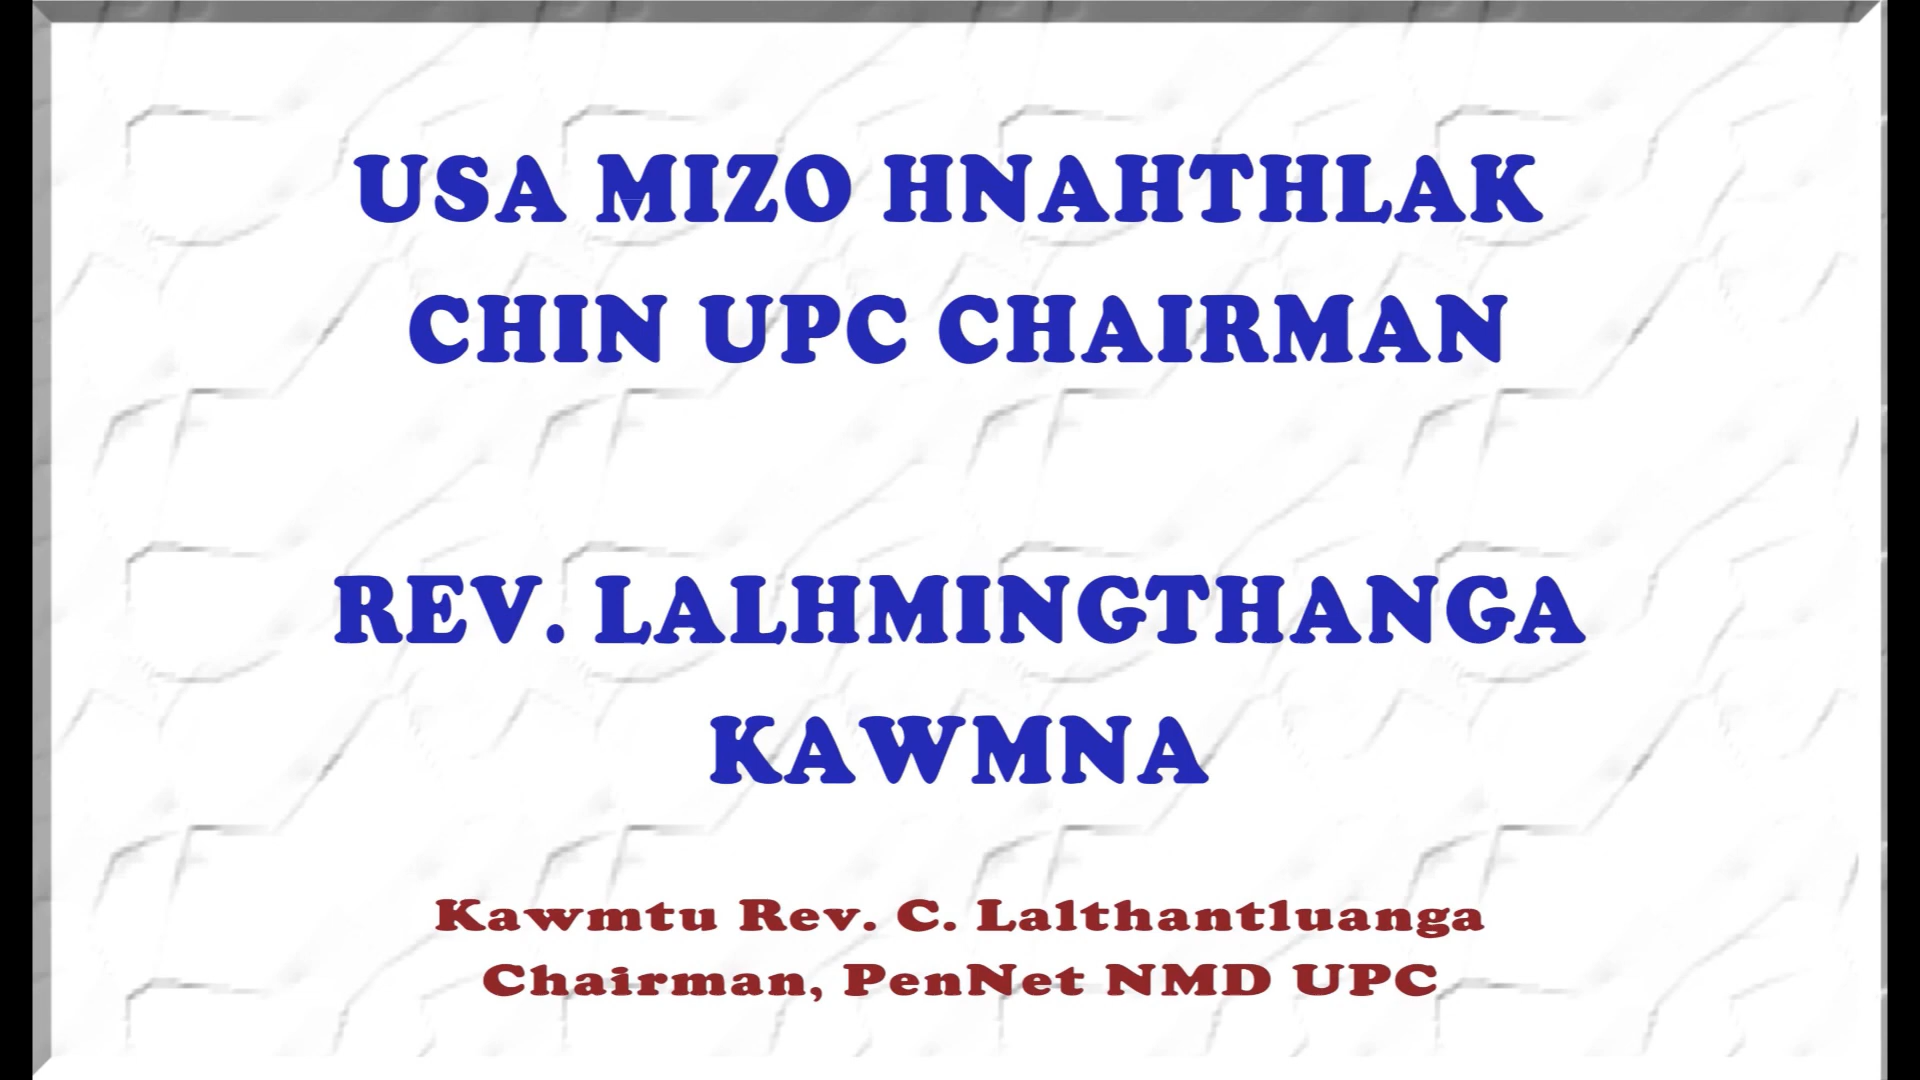 USA MIZO HNAHTHLAK
CHIN UPC CHAIRMAN
REV. LALHMINGTHANGA
KAWMNA
Kawmtu Rev. C. Lalthantluanga
Chairman, PenNet NMD UPC